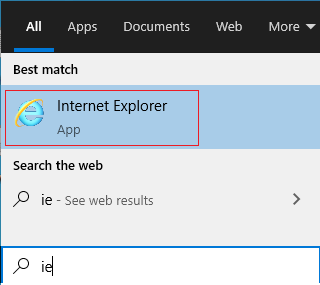 All Apps Documents Web More
Best match
Internet Explorer
App
Search the web
ie - See web results
ie